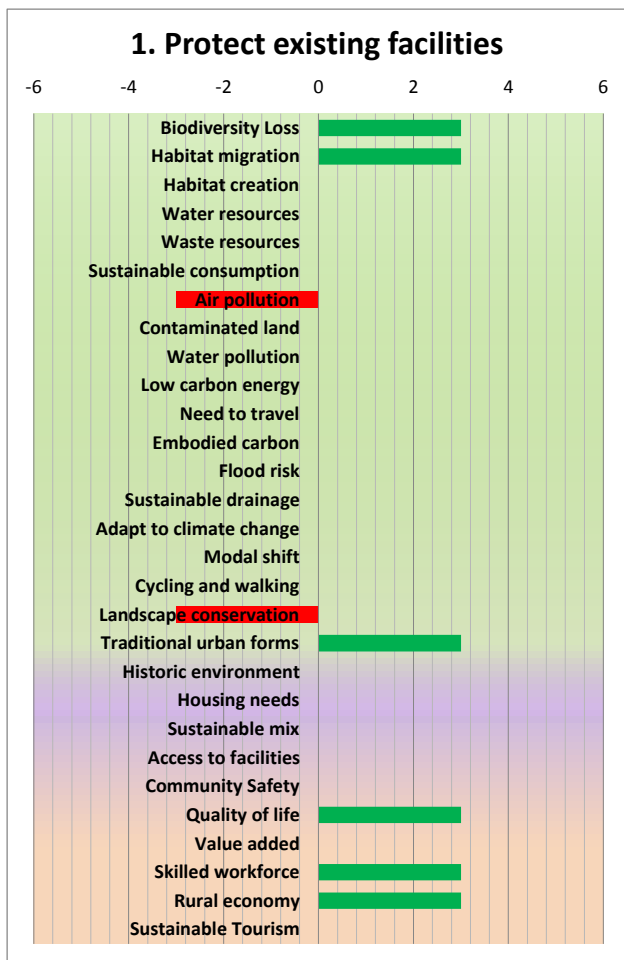 1. Protect existing facilities
-6 -4 -2 0 2 4 6
Biodiversity Loss
Habitat migration
Habitat creation
Water resources
Waste resources
Sustainable consumption
Air pollution
Contaminated land
Water pollution
Low carbon energy
Need to travel
Embodied carbon
Flood risk
Sustainable drainage
Adapt to climate change
Modal shift
Cycling and walking
Landscape conservation
Traditional urban forms
Historic environment
Housing needs
Sustainable mix
Access to facilities
Community Safety
Quality of life
Value added
Skilled workforce
Rural economy
Sustainable Tourism